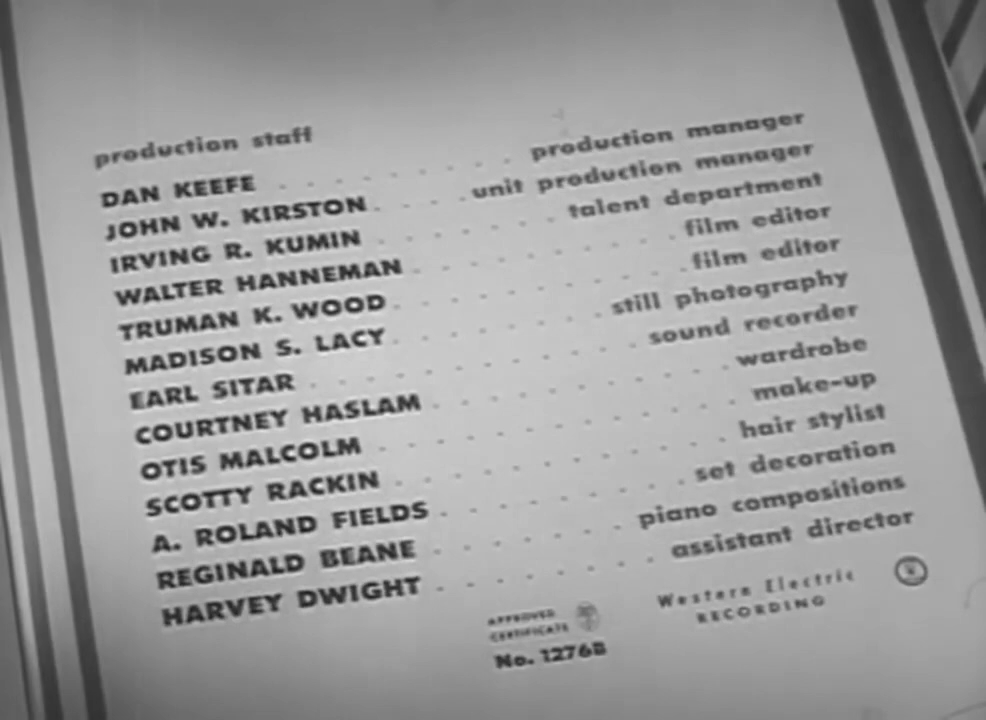 production staff
DAN KEEFE . . . . . . . . production manager
JOHN W. KIRSTON . . . . unit production manager
IRVING R. KUMIN . . . . . . . talent department
WALTER HANNEMAN . . . . . . . . . film editor
TRUMAN K. WOOD . . . . . . . . . . film editor
MADISON S. LACY . . . . . . . still photography
EARL SITAR . . . . . . . . . . . sound recorder
COURTNEY HASLAM . . . . . . . . . . wardrobe
OTIS MALCOLM . . . . . . . . . . . . make-up
SCOTTY RACKIN . . . . . . . . . . . hair stylist
A. ROLAND FIELDS . . . . . . . . set decoration
REGINALD BEANE . . . . . . piano compositions
HARVEY DWIGHT . . . . . . . assistant director
APPROVED
CERTIFICATE
No. 12768
Western Electric
RECORDING